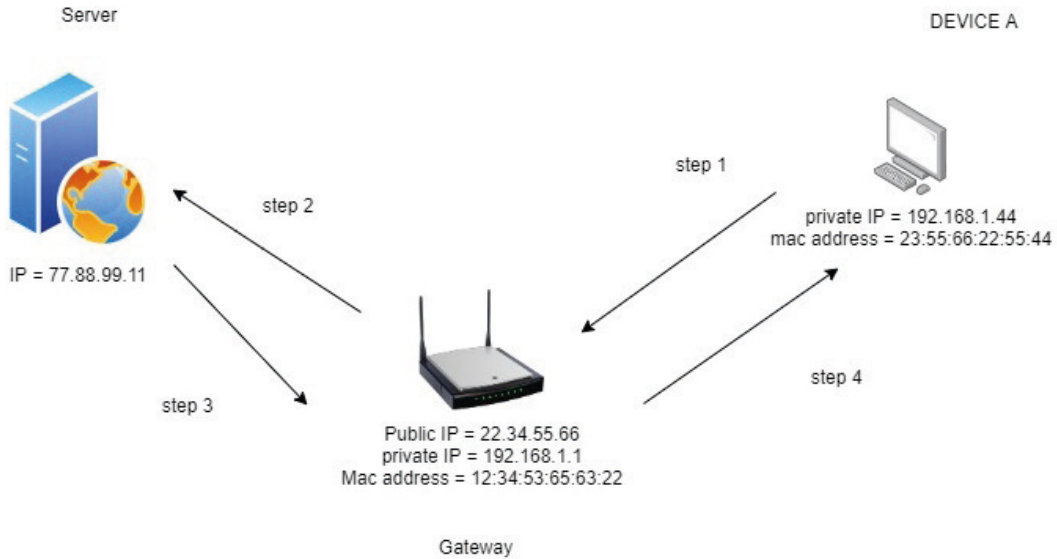 Server
DEVICE A
step 1
step 2
private IP = 192.168.1.44
mac address = 23:55:66:22:55:44
IP = 77.88.99.11
step 4
step 3
Public IP = 22.34.55.66
private IP = 192.168.1.1
Mac address = 12:34:53:65:63:22
Gateway